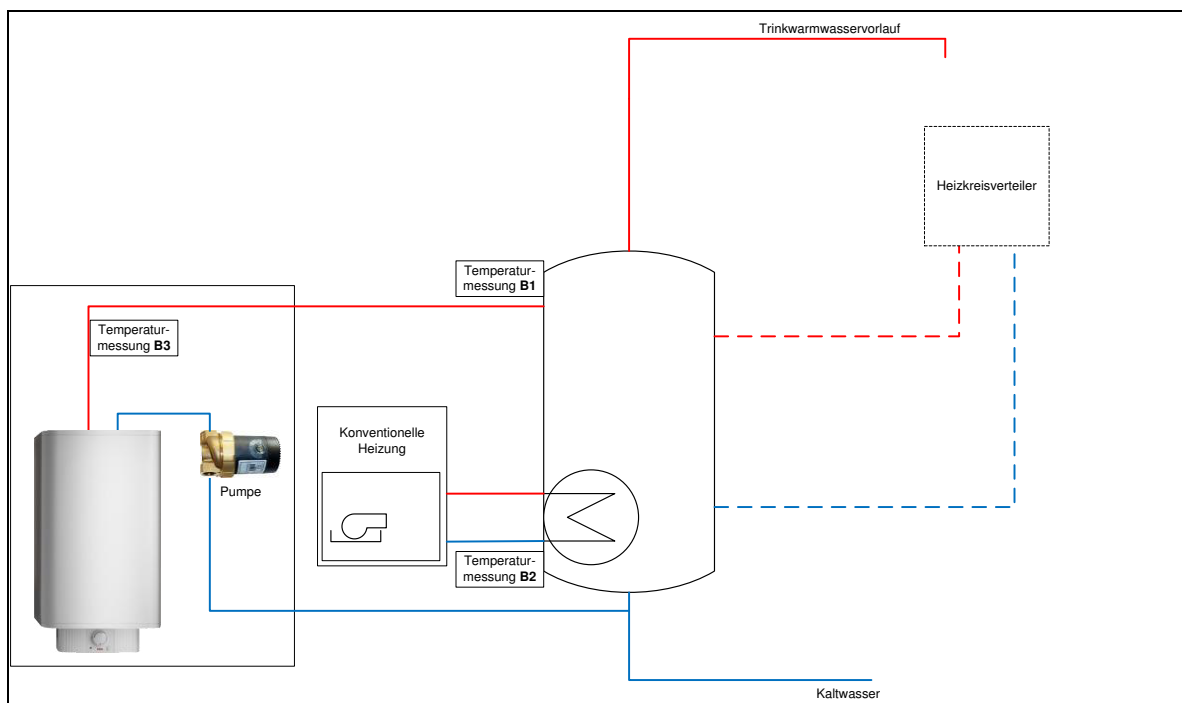 Trinkwarmwasservorlauf
Heizkreisverteiler
Temperatur-
messung B1
Temperatur-
messung B3
Konventionelle
Heizung
Pumpe
Temperatur-
messung B2
Kaltwasser